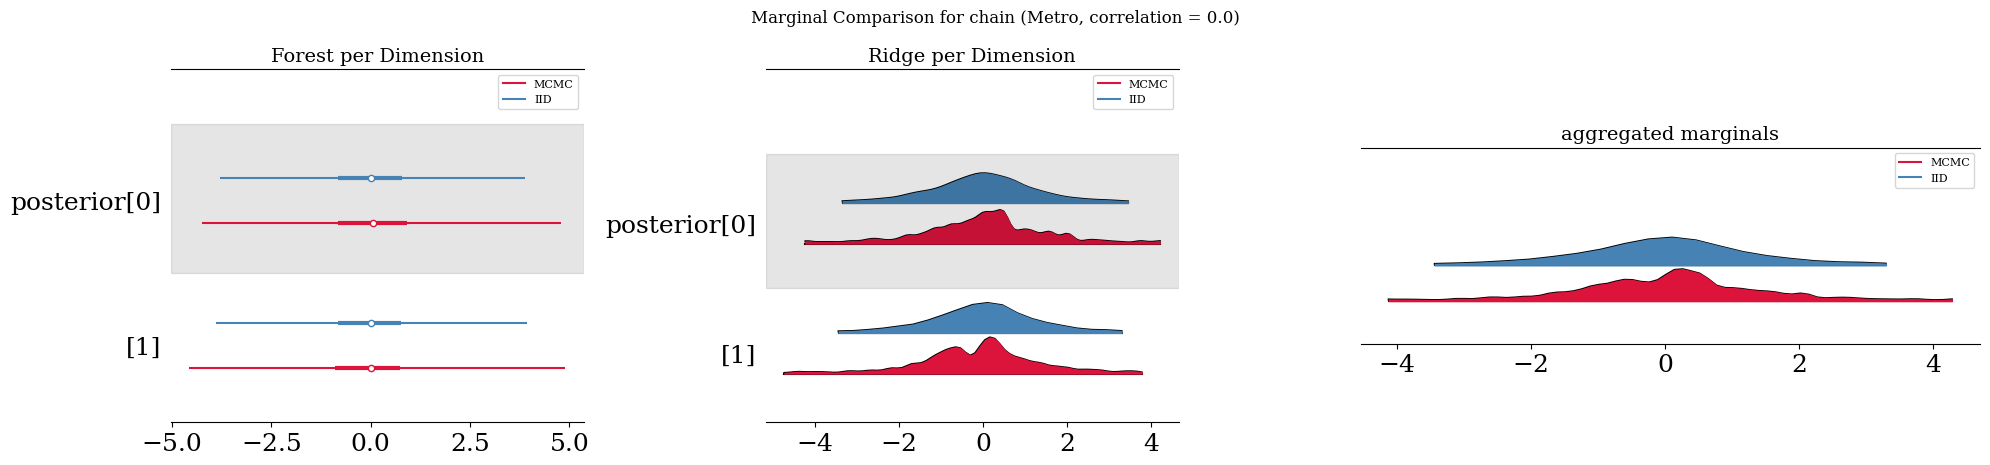 Marginal Comparison for chain (Metro, correlation = 0.0)
Forest per Dimension
MCMC
IID
posterior[0]
[1]
−5.0 −2.5 0.0 2.5 5.0
Ridge per Dimension
MCMC
IID
posterior[0]
[1]
−4 −2 0 2 4
aggregated marginals
MCMC
IID
−4 −2 0 2 4